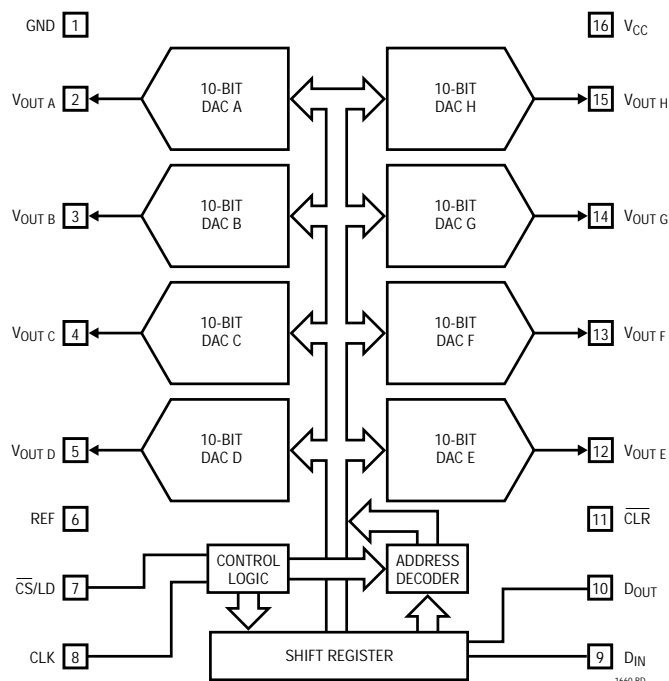 GND 1
16 VCC
VOUT A 2
10-BIT
DAC A
10-BIT
DAC H
15 VOUT H
VOUT B 3
10-BIT
DAC B
10-BIT
DAC G
14 VOUT G
VOUT C 4
10-BIT
DAC C
10-BIT
DAC F
13 VOUT F
VOUT D 5
10-BIT
DAC D
10-BIT
DAC E
12 VOUT E
REF 6
11 C̅L̅R̅
C̅S̅/LD 7
CONTROL
LOGIC
ADDRESS
DECODER
10 DOUT
CLK 8
SHIFT REGISTER
9 DIN
1660 BD